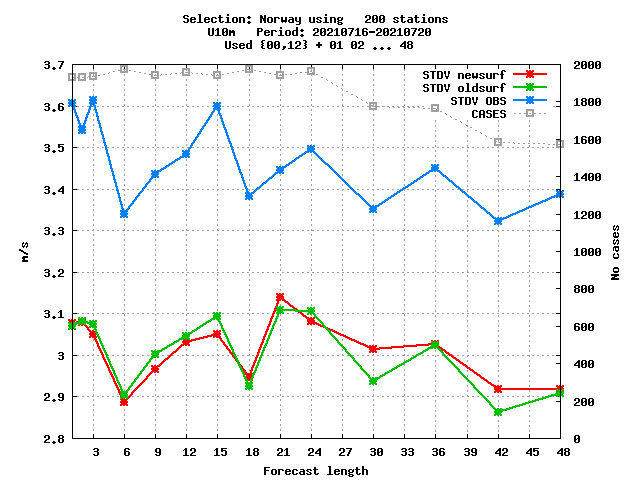 Selection: Norway using   200 stations
U10m   Period: 20210716-20210720
Used {00,12} + 01 02 ... 48
STDV newsurf
STDV oldsurf
STDV OBS
CASES
3,7
3,6
3,5
3,4
3,3
3,2
3,1
3
2,9
2,8
m/s
2000
1800
1600
1400
1200
1000
800
600
400
200
0
No cases
3 6 9 12 15 18 21 24 27 30 33 36 39 42 45 48
Forecast length